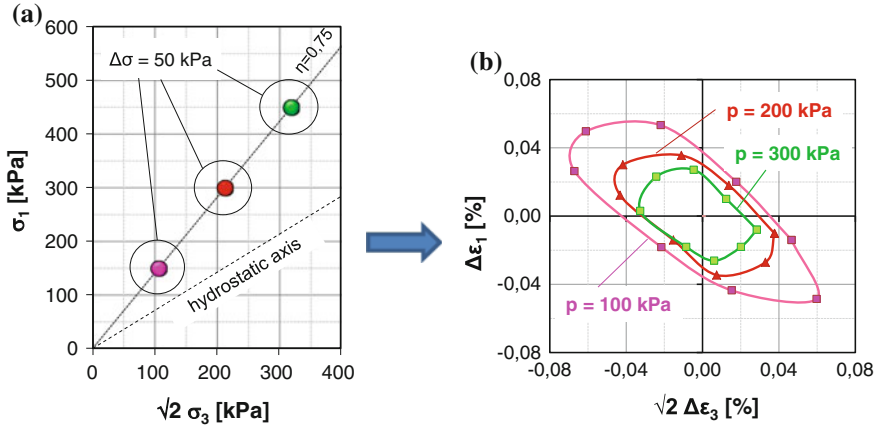 (a)
600
500
400
300
200
100
0
0
100
200
300
400
σ1 [kPa]
√2 σ3 [kPa]
Δσ = 50 kPa
η=0,75
hydrostatic axis
(b)
0,08
0,04
0,00
-0,04
-0,08
-0,08
-0,04
0,00
0,04
0,08
Δε1 [%]
√2 Δε3 [%]
p = 200 kPa
p = 300 kPa
p = 100 kPa